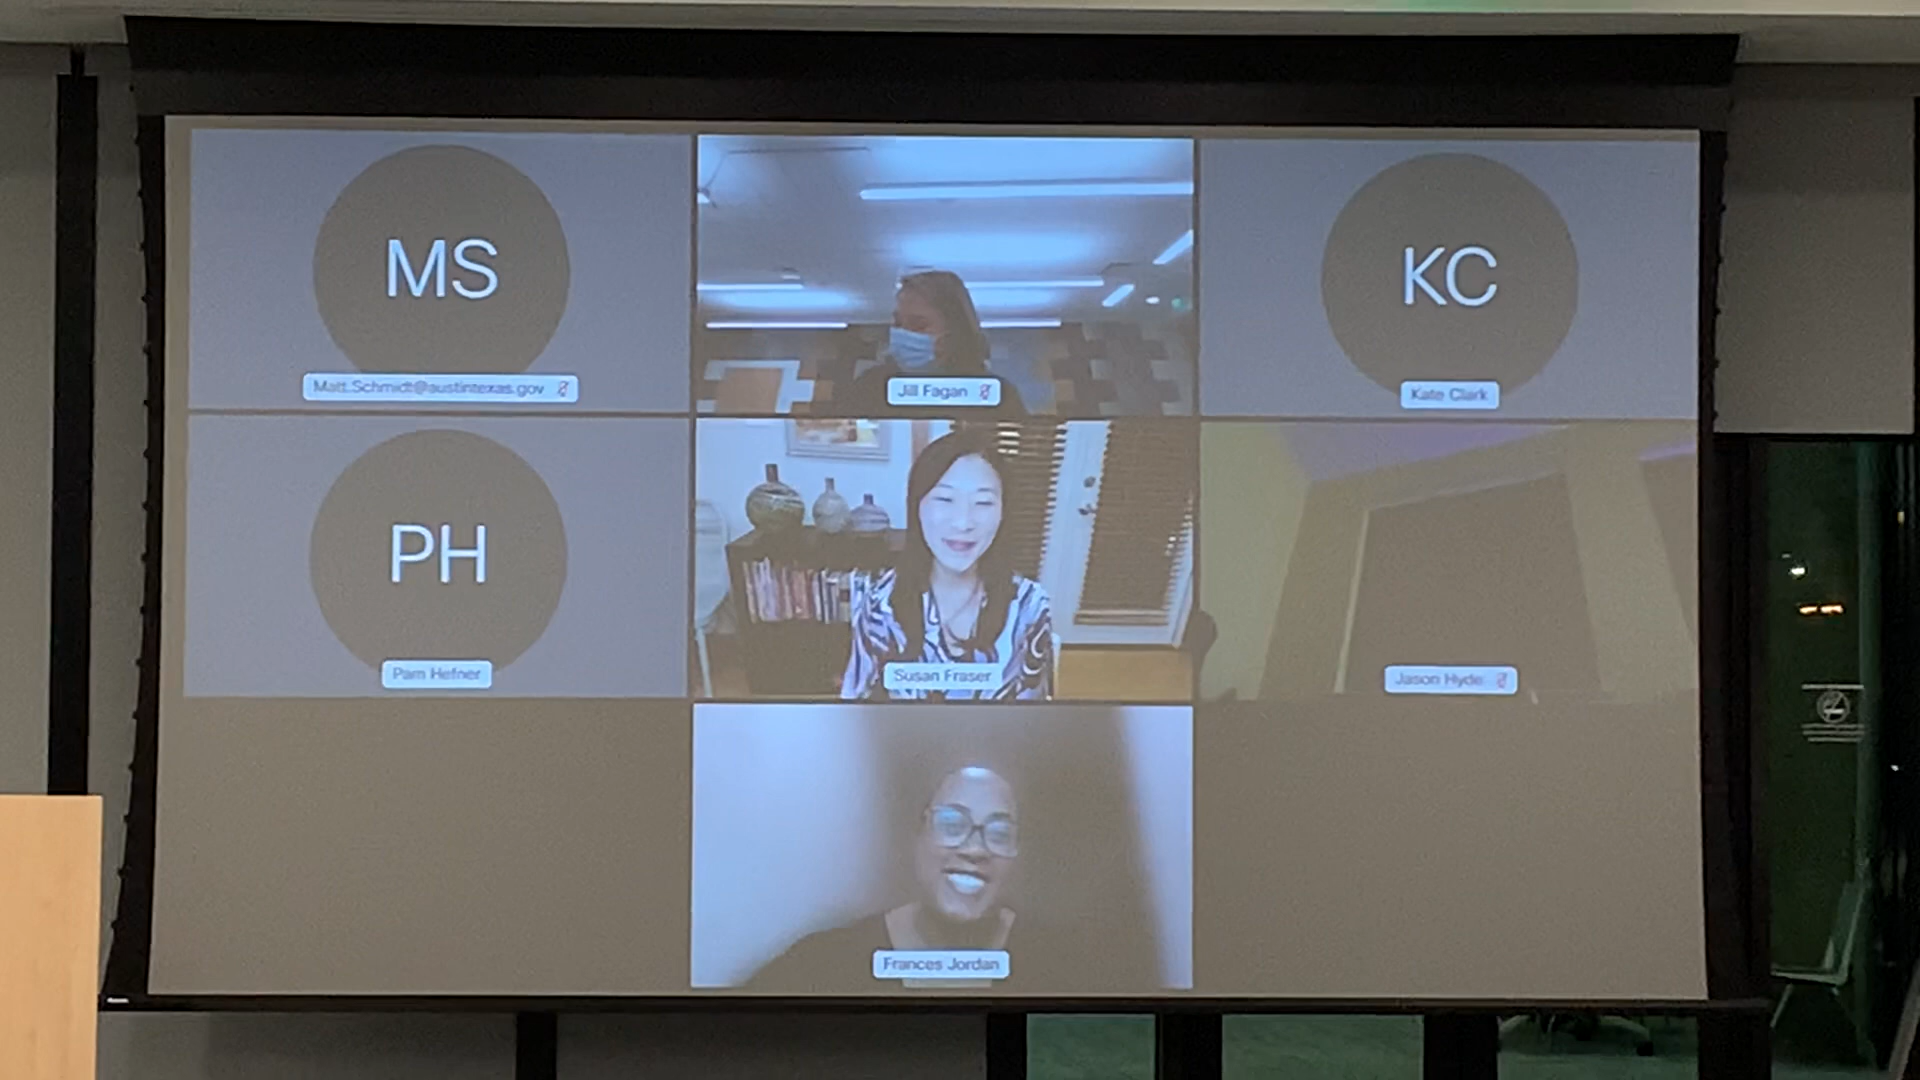 MS
Matt.Schmidt@austintexas.gov
Jill Fagan
KC
Kate Clark
PH
Pam Hefner
Susan Fraser
Jason Hyde
Frances Jordan